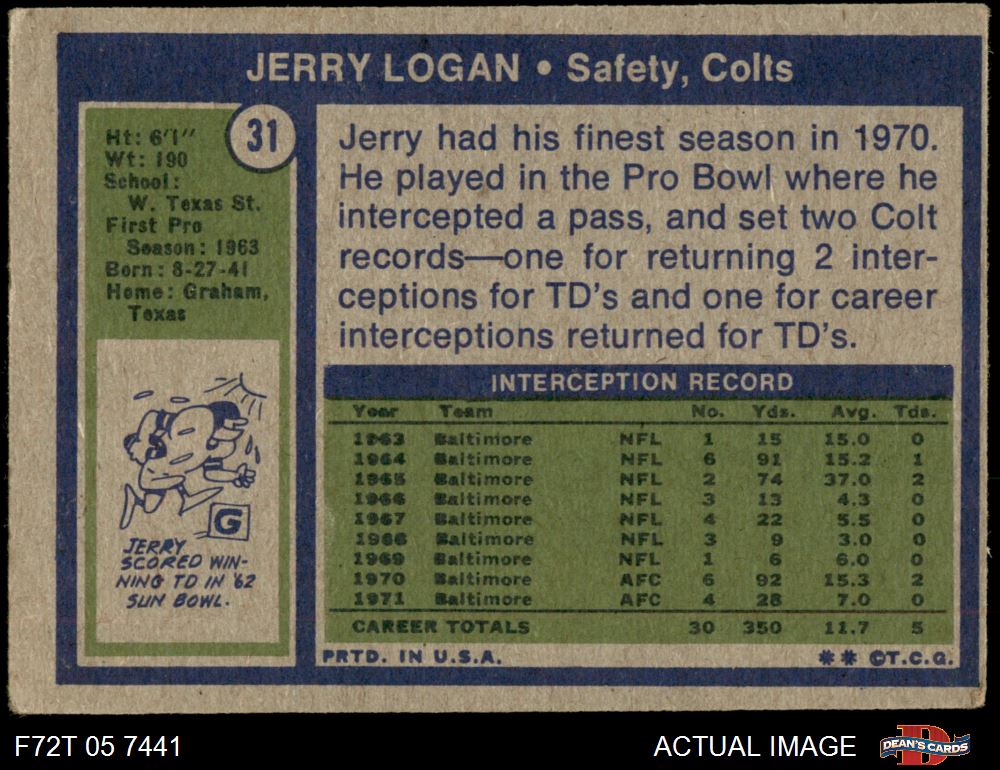 JERRY LOGAN • Safety, Colts
31
Ht: 6'1"
Wt: 190
School:
W. Texas St.
First Pro
Season: 1963
Born: 8-27-41
Home: Graham,
Texas
G
JERRY
SCORED WIN-
NING TD IN '62
SUN BOWL.
Jerry had his finest season in 1970.
He played in the Pro Bowl where he
intercepted a pass, and set two Colt
records—one for returning 2 inter-
ceptions for TD's and one for career
interceptions returned for TD's.
INTERCEPTION RECORD
Year Team No. Yds. Avg. Tds.
1963 Baltimore NFL 1 15 15.0 0
1964 Baltimore NFL 6 91 15.2 1
1965 Baltimore NFL 2 74 37.0 2
1966 Baltimore NFL 3 13 4.3 0
1967 Baltimore NFL 4 22 5.5 0
1968 Baltimore NFL 3 9 3.0 0
1969 Baltimore NFL 1 6 6.0 0
1970 Baltimore AFC 6 92 15.3 2
1971 Baltimore AFC 4 28 7.0 0
CAREER TOTALS 30 350 11.7 5
PRTD. IN U.S.A. ** ©T.C.G.
F72T 05 7441 ACTUAL IMAGE D DEAN'S CARDS